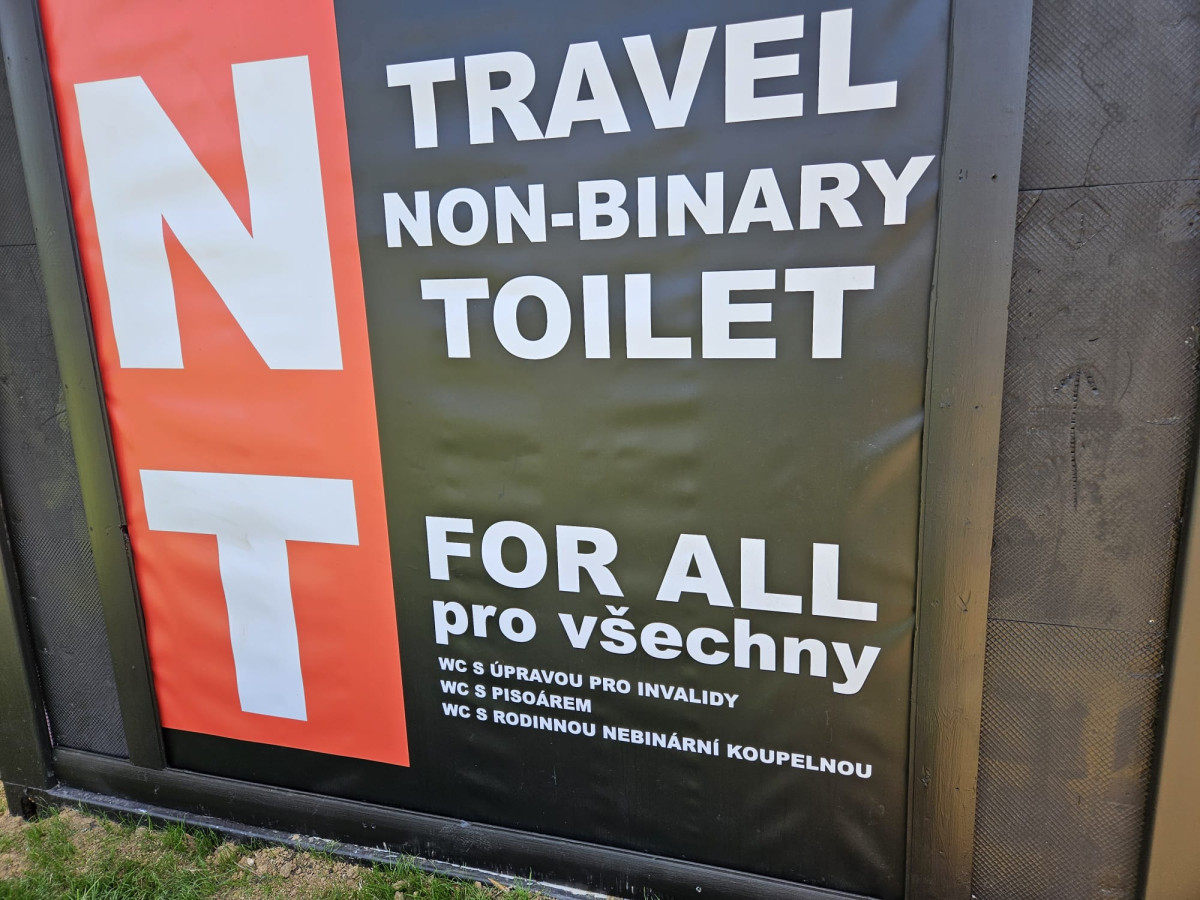 N
T
TRAVEL
NON-BINARY
TOILET
FOR ALL
pro všechny
WC S ÚPRAVOU PRO INVALIDY
WC S PISOÁREM
WC S RODINNOU NEBINÁRNÍ KOUPELNOU